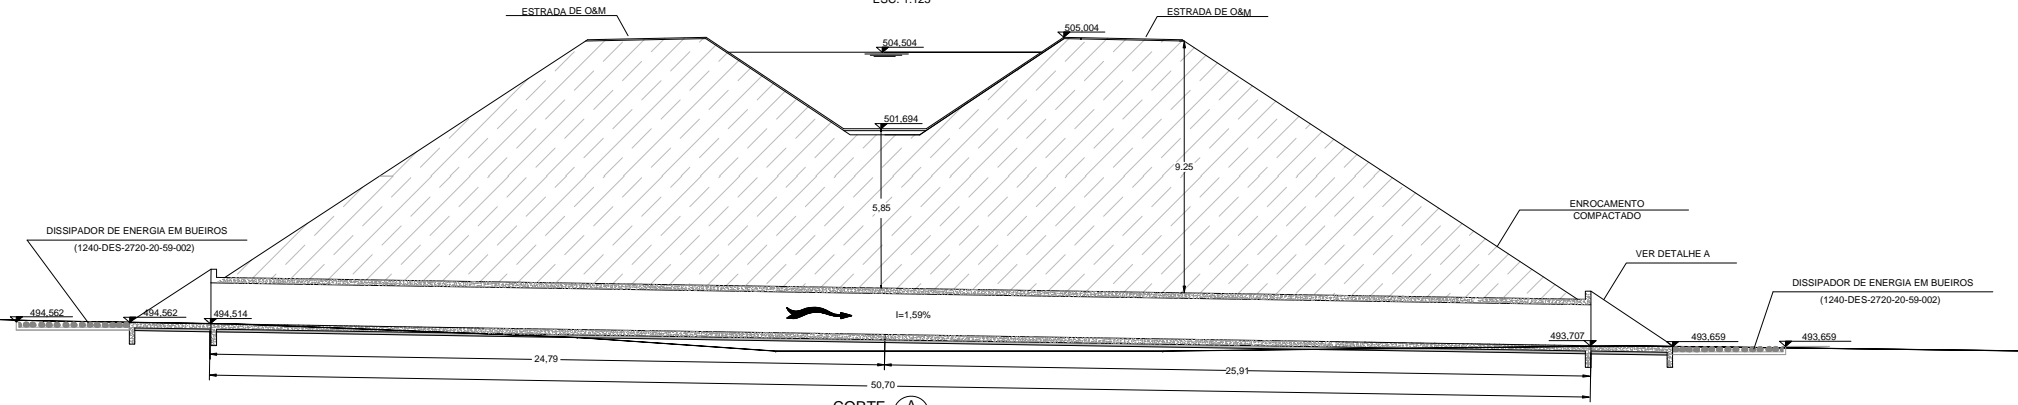 ESC. 1:125
ESTRADA DE O&M
ESTRADA DE O&M
505,004
504,504
501,694
9.25
5,85
ENROCAMENTO
COMPACTADO
DISSIPADOR DE ENERGIA EM BUEIROS
(1240-DES-2720-20-59-002)
VER DETALHE A
DISSIPADOR DE ENERGIA EM BUEIROS
(1240-DES-2720-20-59-002)
494,562
494,562
494,514
I=1,59%
493,707
493,659
493,659
24,79
25,91
50,70
CORTE A